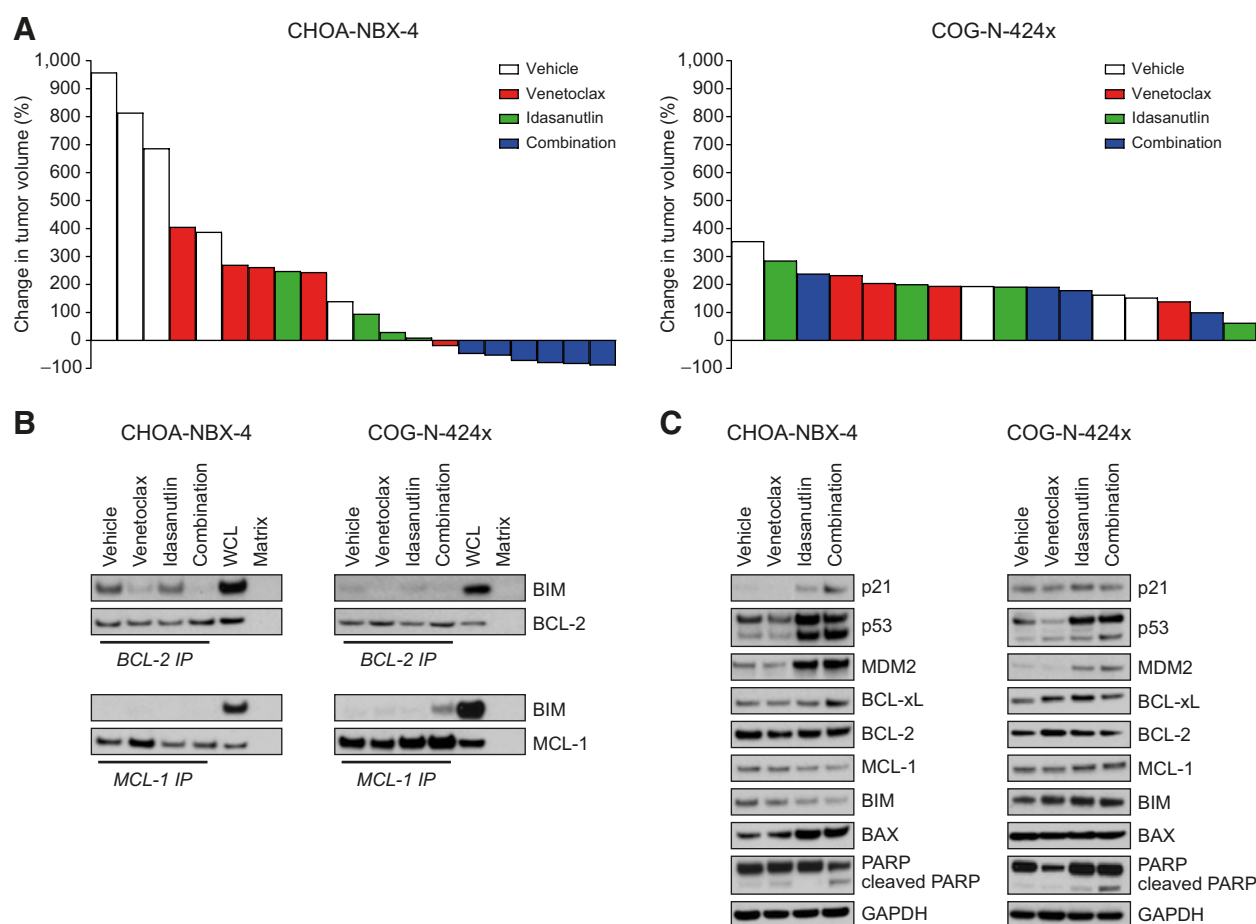 A
CHOA-NBX-4
Change in tumor volume (%)
1,000
900
800
700
600
500
400
300
200
100
0
–100
Vehicle
Venetoclax
Idasanutlin
Combination
COG-N-424x
Change in tumor volume (%)
1,000
900
800
700
600
500
400
300
200
100
0
–100
Vehicle
Venetoclax
Idasanutlin
Combination
B
CHOA-NBX-4
Vehicle
Venetoclax
Idasanutlin
Combination
WCL
Matrix
COG-N-424x
Vehicle
Venetoclax
Idasanutlin
Combination
WCL
Matrix
BIM
BCL-2
BCL-2 IP
BCL-2 IP
BIM
MCL-1
MCL-1 IP
MCL-1 IP
C
CHOA-NBX-4
Vehicle
Venetoclax
Idasanutlin
Combination
p21
p53
MDM2
BCL-xL
BCL-2
MCL-1
BIM
BAX
PARP
cleaved PARP
GAPDH
COG-N-424x
Vehicle
Venetoclax
Idasanutlin
Combination
p21
p53
MDM2
BCL-xL
BCL-2
MCL-1
BIM
BAX
PARP
cleaved PARP
GAPDH